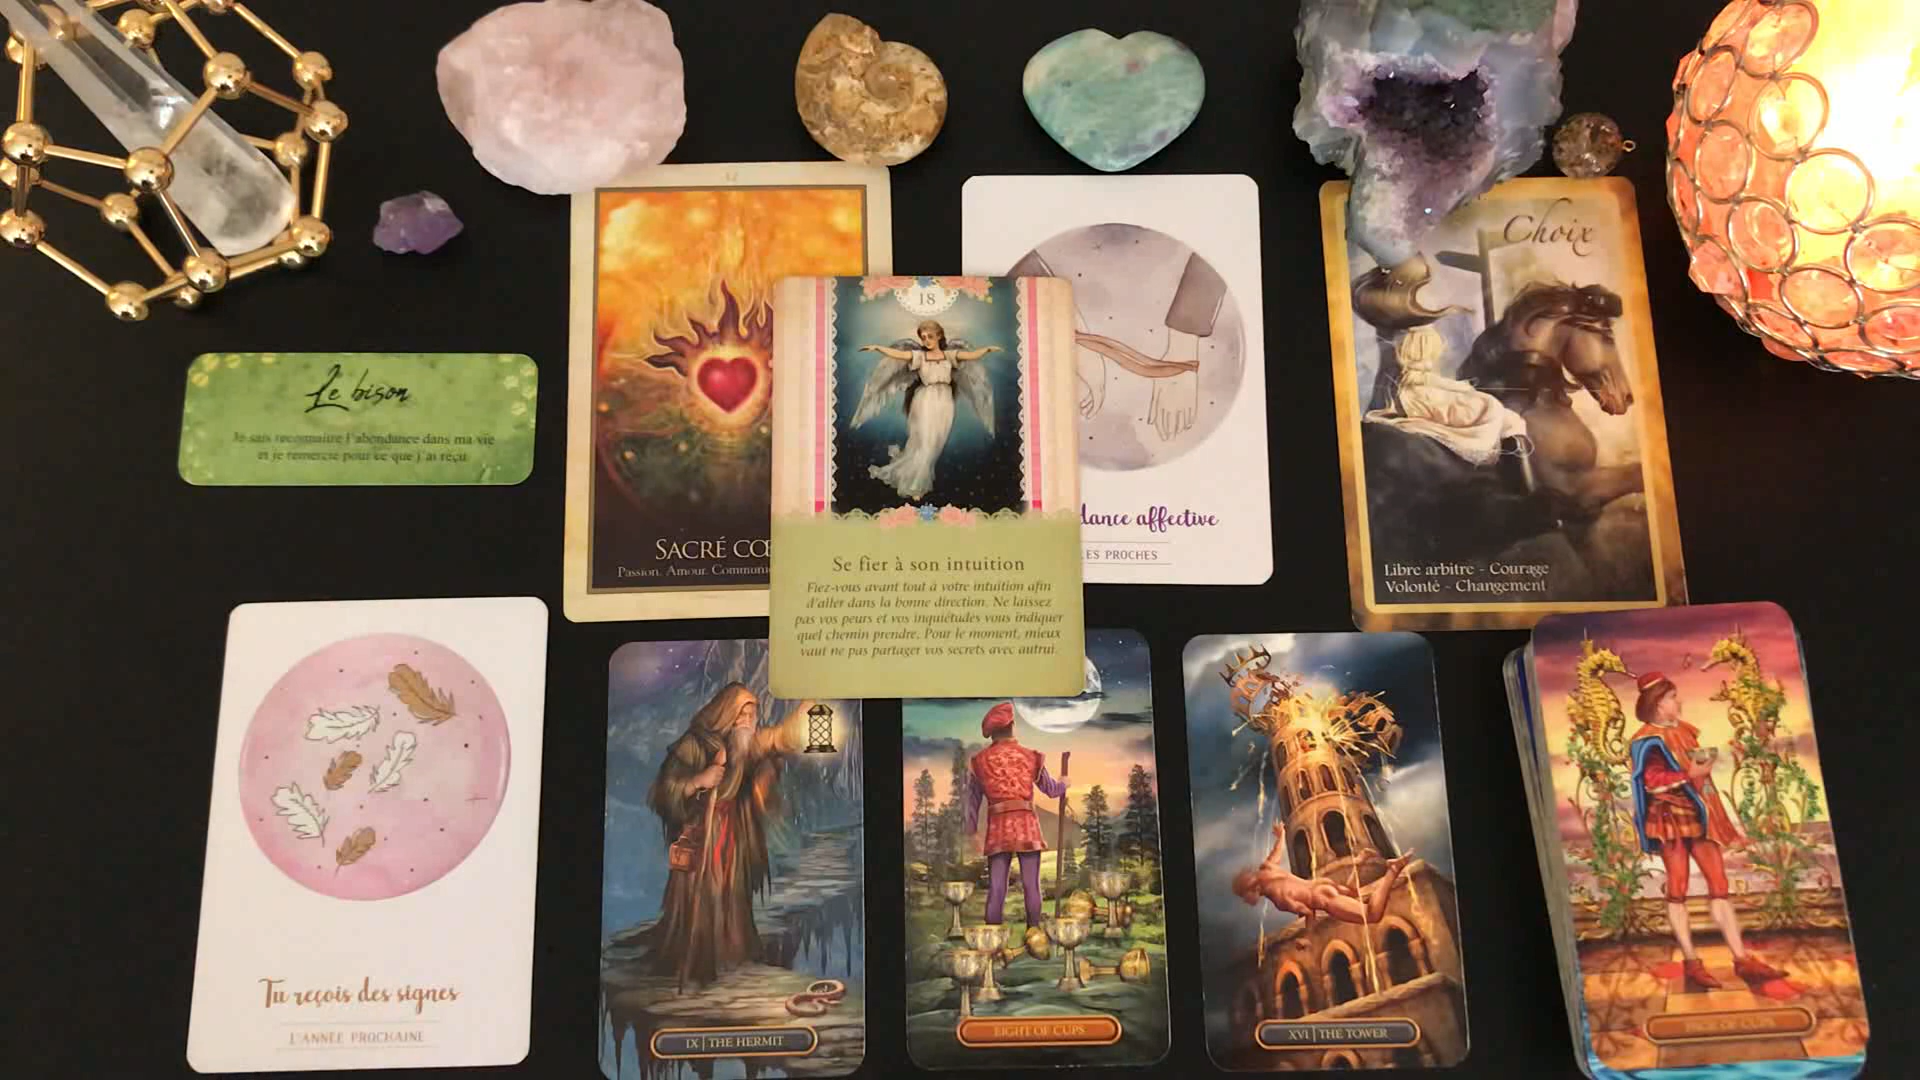 18
Choix
Le bison
Je sais reconnaître l'abondance dans ma vie
et je remercie pour ce que j'ai reçu
SACRÉ CŒ
Passion. Amour. Communi
dance affective
LES PROCHES
Se fier à son intuition
Fiez-vous avant tout à votre intuition afin
d'aller dans la bonne direction. Ne laissez
pas vos peurs et vos inquiétudes vous indiquer
quel chemin prendre. Pour le moment, mieux
vaut ne pas partager vos secrets avec autrui.
Libre arbitre - Courage
Volonté - Changement
Tu reçois des signes
L'ANNÉE PROCHAINE
IX | THE HERMIT
EIGHT OF CUPS
XVI | THE TOWER